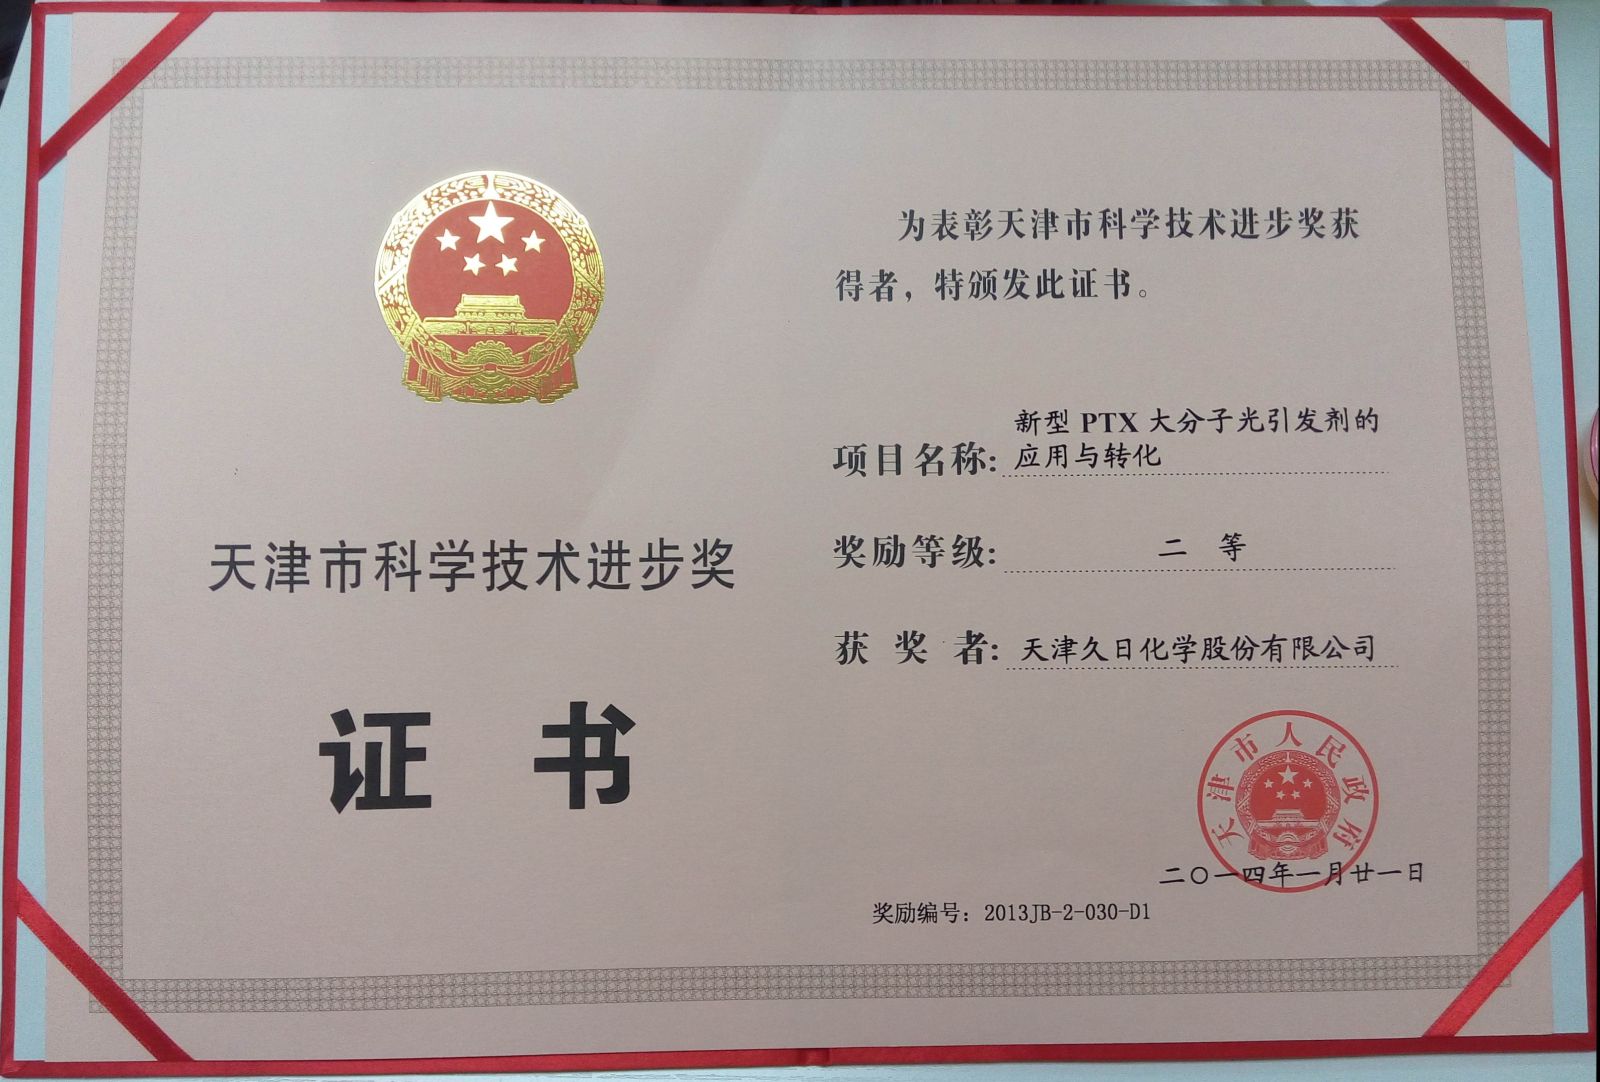 天津市科学技术进步奖
证书
为表彰天津市科学技术进步奖获
得者，特颁发此证书。
项目名称：新型 PTX 大分子光引发剂的
应用与转化
奖励等级：二 等
获奖者：天津久日化学股份有限公司
天津市人民政府
二〇一四年一月廿一日
奖励编号：2013JB-2-030-D1